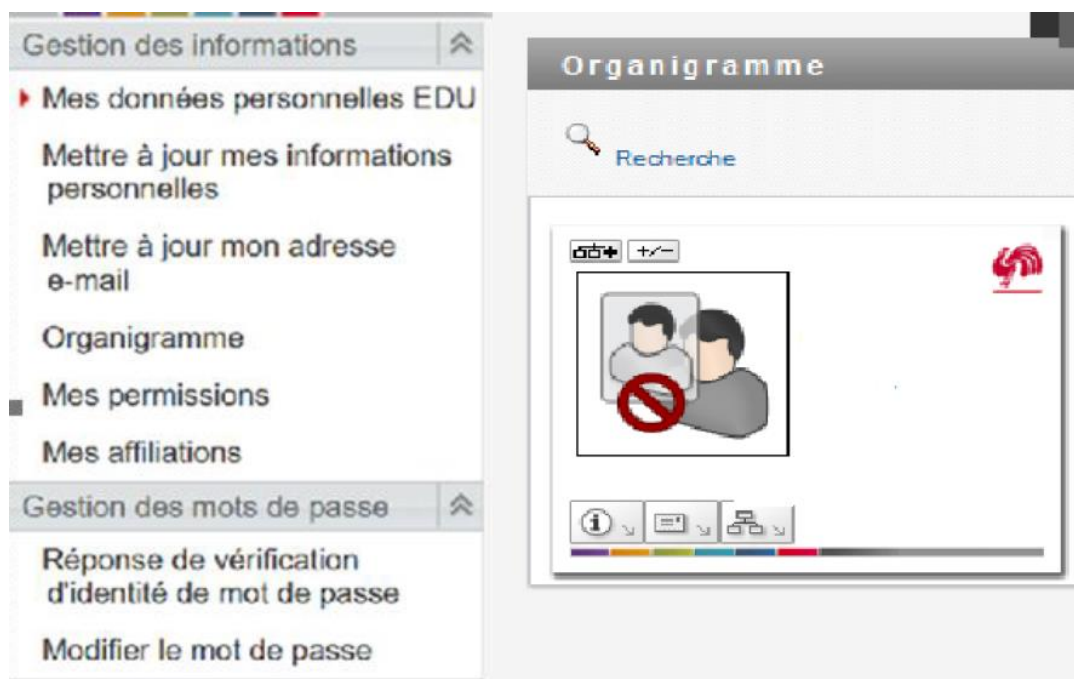 Gestion des informations
Mes données personnelles EDU
Mettre à jour mes informations
personnelles
Mettre à jour mon adresse
e-mail
Organigramme
Mes permissions
Mes affiliations
Gestion des mots de passe
Réponse de vérification
d'identité de mot de passe
Modifier le mot de passe
Organigramme
Recherche
+/-